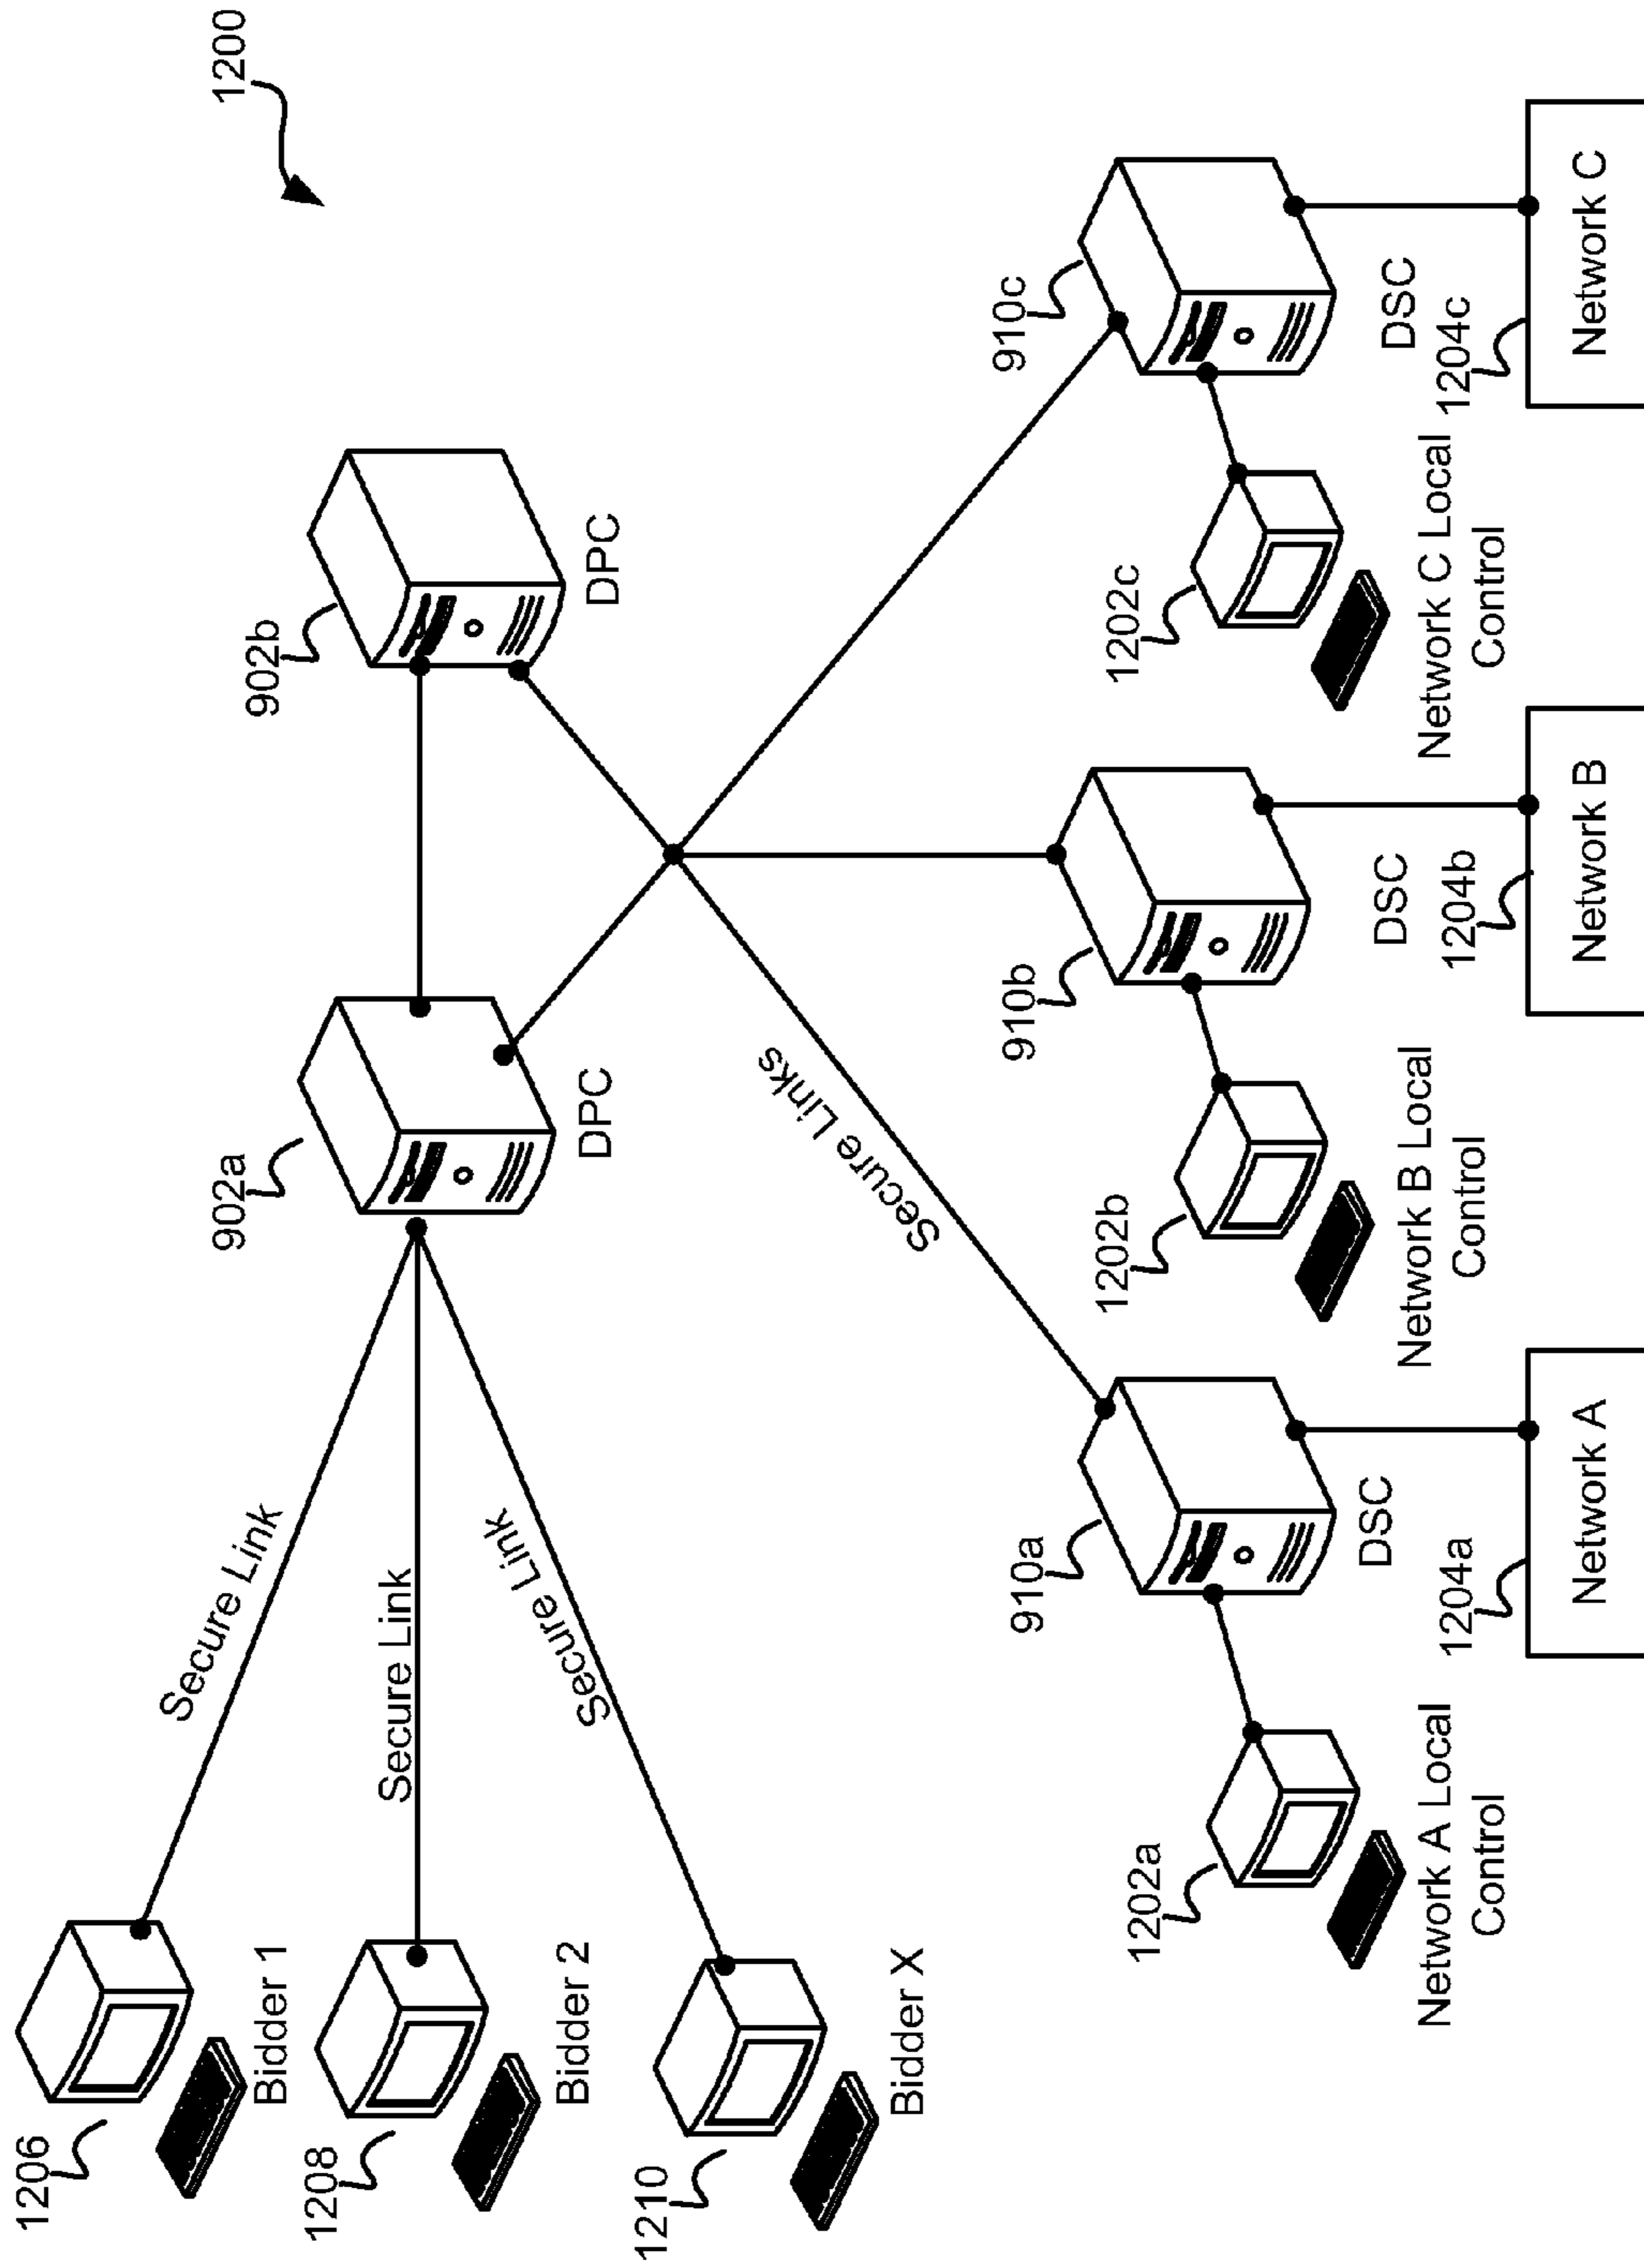 1200
1206
Bidder 1
Secure Link
1208
Bidder 2
Secure Link
1210
Bidder X
Secure Link
902a
DPC
902b
DPC
Secure Links
910a
DSC
910b
DSC
910c
DSC
1202a
Network A Local
Control
1202b
Network B Local
Control
1202c
Network C Local
Control
1204a
Network A
1204b
Network B
1204c
Network C